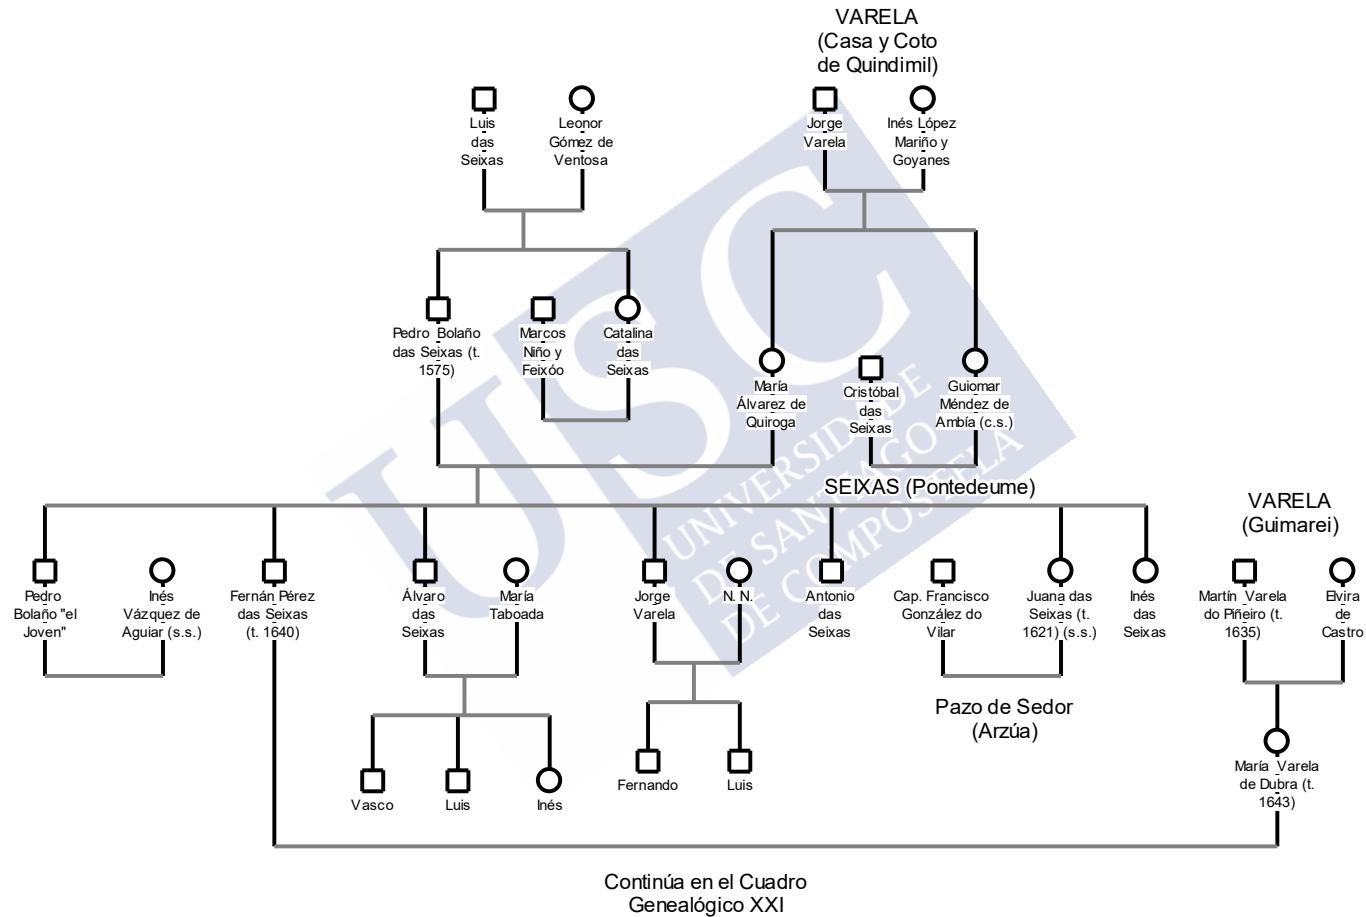 VARELA
(Casa y Coto
de Quindimil)
Luis
das
Seixas
Leonor
Gómez de
Ventosa
Jorge
Varela
Inés López
Mariño y
Goyanes
Pedro Bolaño
das Seixas (t.
1575)
Marcos
Niño y
Feixóo
Catalina
das
Seixas
María
Álvarez de
Quiroga
Cristóbal
das
Seixas
Guiomar
Méndez de
Ambía (c.s.)
SEIXAS (Pontedeume)
VARELA
(Guimarei)
Pedro
Bolaño "el
Joven"
Inés
Vázquez de
Aguiar (s.s.)
Fernán Pérez
das Seixas
(t. 1640)
Álvaro
das
Seixas
María
Taboada
Jorge
Varela
N. N.
Antonio
das
Seixas
Cap. Francisco
González do
Vilar
Juana das
Seixas (t.
1621) (s.s.)
Inés
das
Seixas
Martín Varela
do Piñeiro (t.
1635)
Elvira
de
Castro
Pazo de Sedor
(Arzúa)
Vasco
Luis
Inés
Fernando
Luis
María Varela
de Dubra (t.
1643)
Continúa en el Cuadro
Genealógico XXI
USC
UNIVERSIDADE
DE SANTIAGO
DE COMPOSTELA